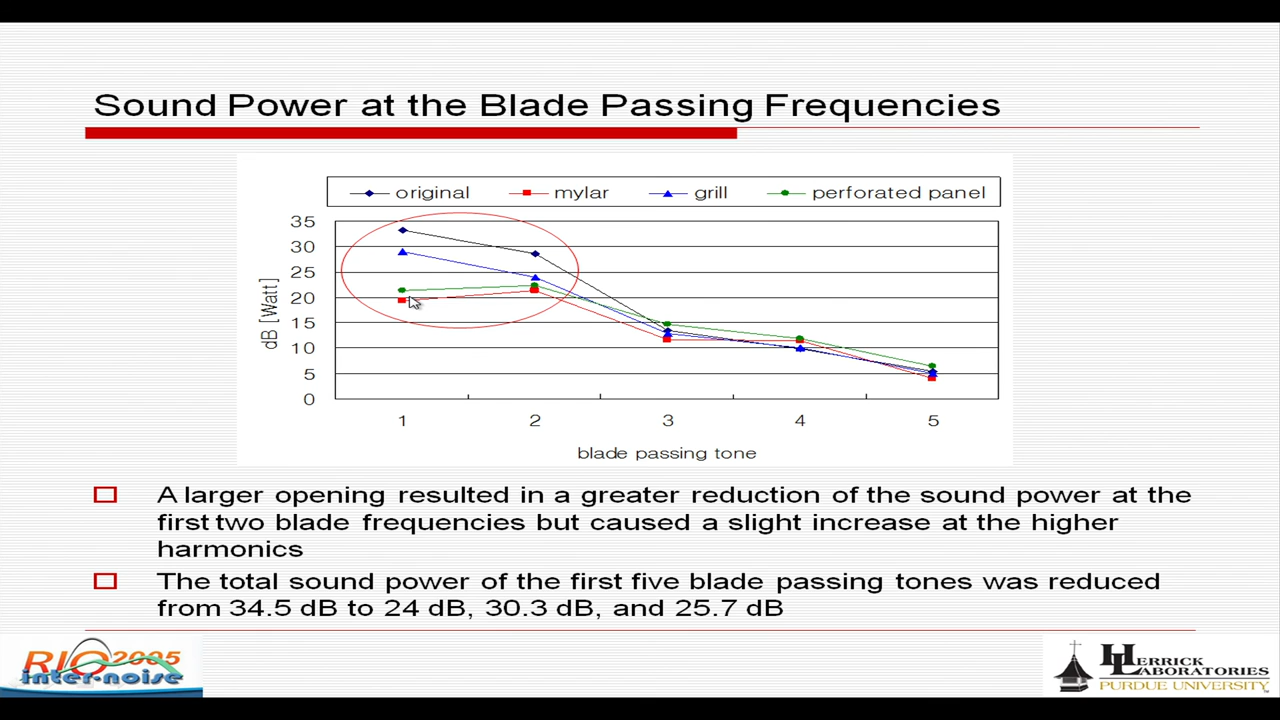 Sound Power at the Blade Passing Frequencies
original mylar grill perforated panel
35
30
25
20
15
10
5
0
dB [Watt]
1 2 3 4 5
blade passing tone
A larger opening resulted in a greater reduction of the sound power at the
first two blade frequencies but caused a slight increase at the higher
harmonics
The total sound power of the first five blade passing tones was reduced
from 34.5 dB to 24 dB, 30.3 dB, and 25.7 dB
RIO 2005
inter-noise
HERRICK
LABORATORIES
PURDUE UNIVERSITY